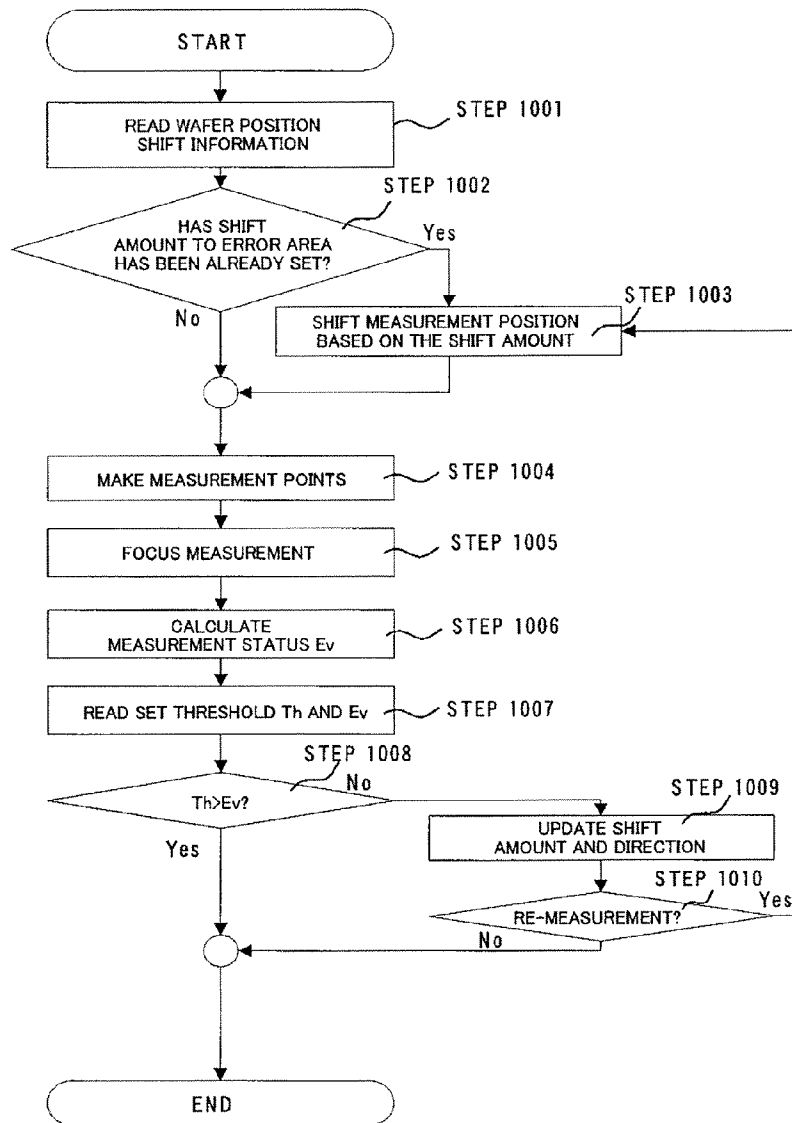 START
READ WAFER POSITION
SHIFT INFORMATION
STEP 1001
STEP 1002
HAS SHIFT
AMOUNT TO ERROR AREA
HAS BEEN ALREADY SET?
Yes
No
STEP 1003
SHIFT MEASUREMENT POSITION
BASED ON THE SHIFT AMOUNT
MAKE MEASUREMENT POINTS
STEP 1004
FOCUS MEASUREMENT
STEP 1005
CALCULATE
MEASUREMENT STATUS Ev
STEP 1006
READ SET THRESHOLD Th AND Ev
STEP 1007
STEP 1008
Th>Ev?
No
Yes
STEP 1009
UPDATE SHIFT
AMOUNT AND DIRECTION
STEP 1010
RE-MEASUREMENT?
Yes
No
END